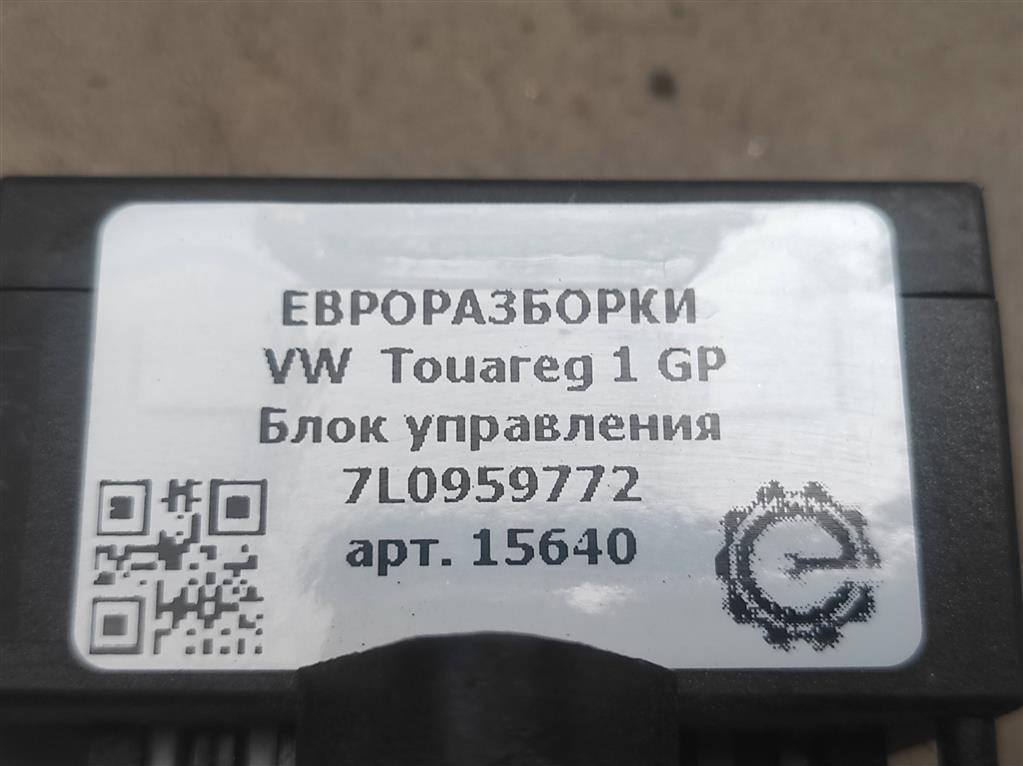 ЕВРОРАЗБОРКИ
VW Touareg 1 GP
Блок управления
7L0959772
арт. 15640